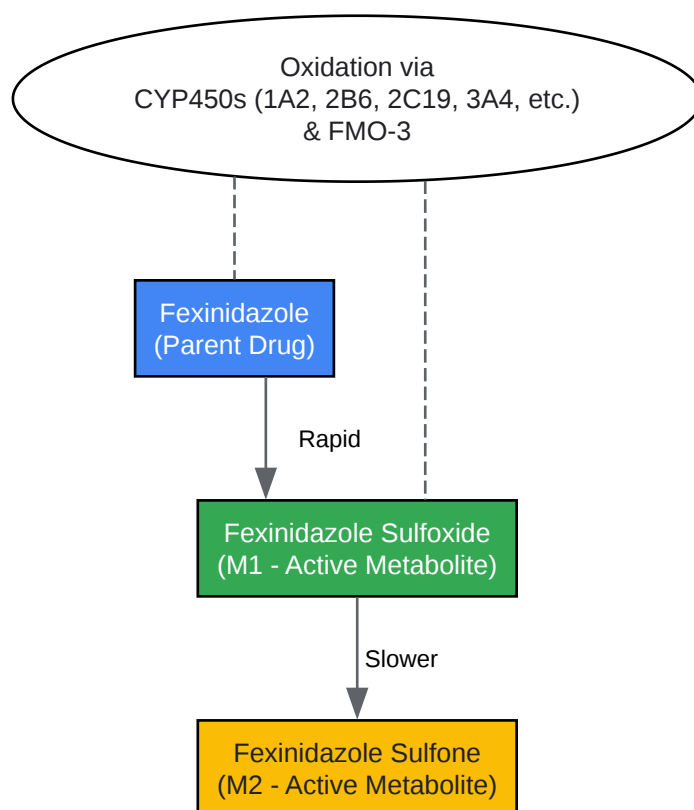 Oxidation via
CYP450s (1A2, 2B6, 2C19, 3A4, etc.)
& FMO-3
Fexinidazole
(Parent Drug)
Rapid
Fexinidazole Sulfoxide
(M1 - Active Metabolite)
Slower
Fexinidazole Sulfone
(M2 - Active Metabolite)